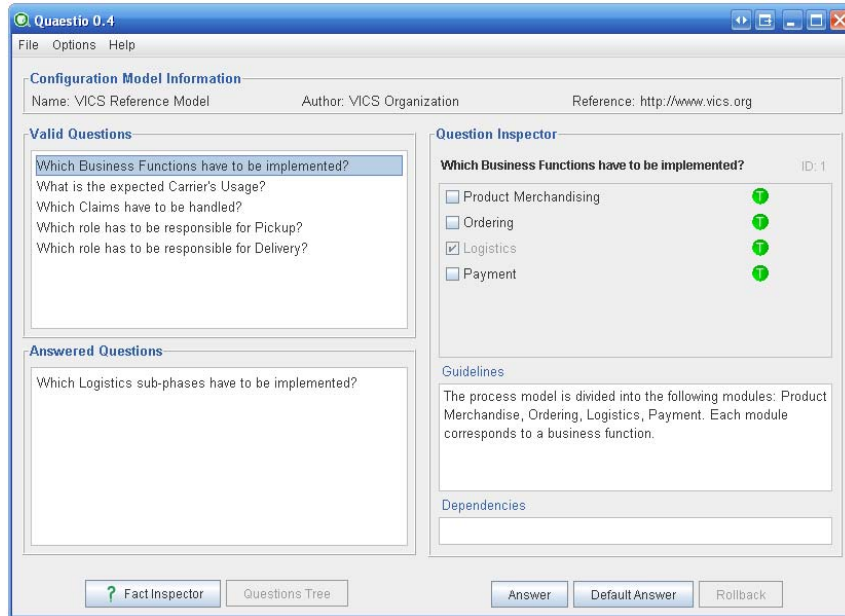 Quaestio 0.4
File Options Help
Configuration Model Information
Name: VICS Reference Model Author: VICS Organization Reference: http://www.vics.org
Valid Questions
Which Business Functions have to be implemented?
What is the expected Carrier's Usage?
Which Claims have to be handled?
Which role has to be responsible for Pickup?
Which role has to be responsible for Delivery?
Answered Questions
Which Logistics sub-phases have to be implemented?
Question Inspector
Which Business Functions have to be implemented? ID: 1
Product Merchandising T
Ordering T
Logistics T
Payment T
Guidelines
The process model is divided into the following modules: Product
Merchandise, Ordering, Logistics, Payment. Each module
corresponds to a business function.
Dependencies
? Fact Inspector Questions Tree Answer Default Answer Rollback